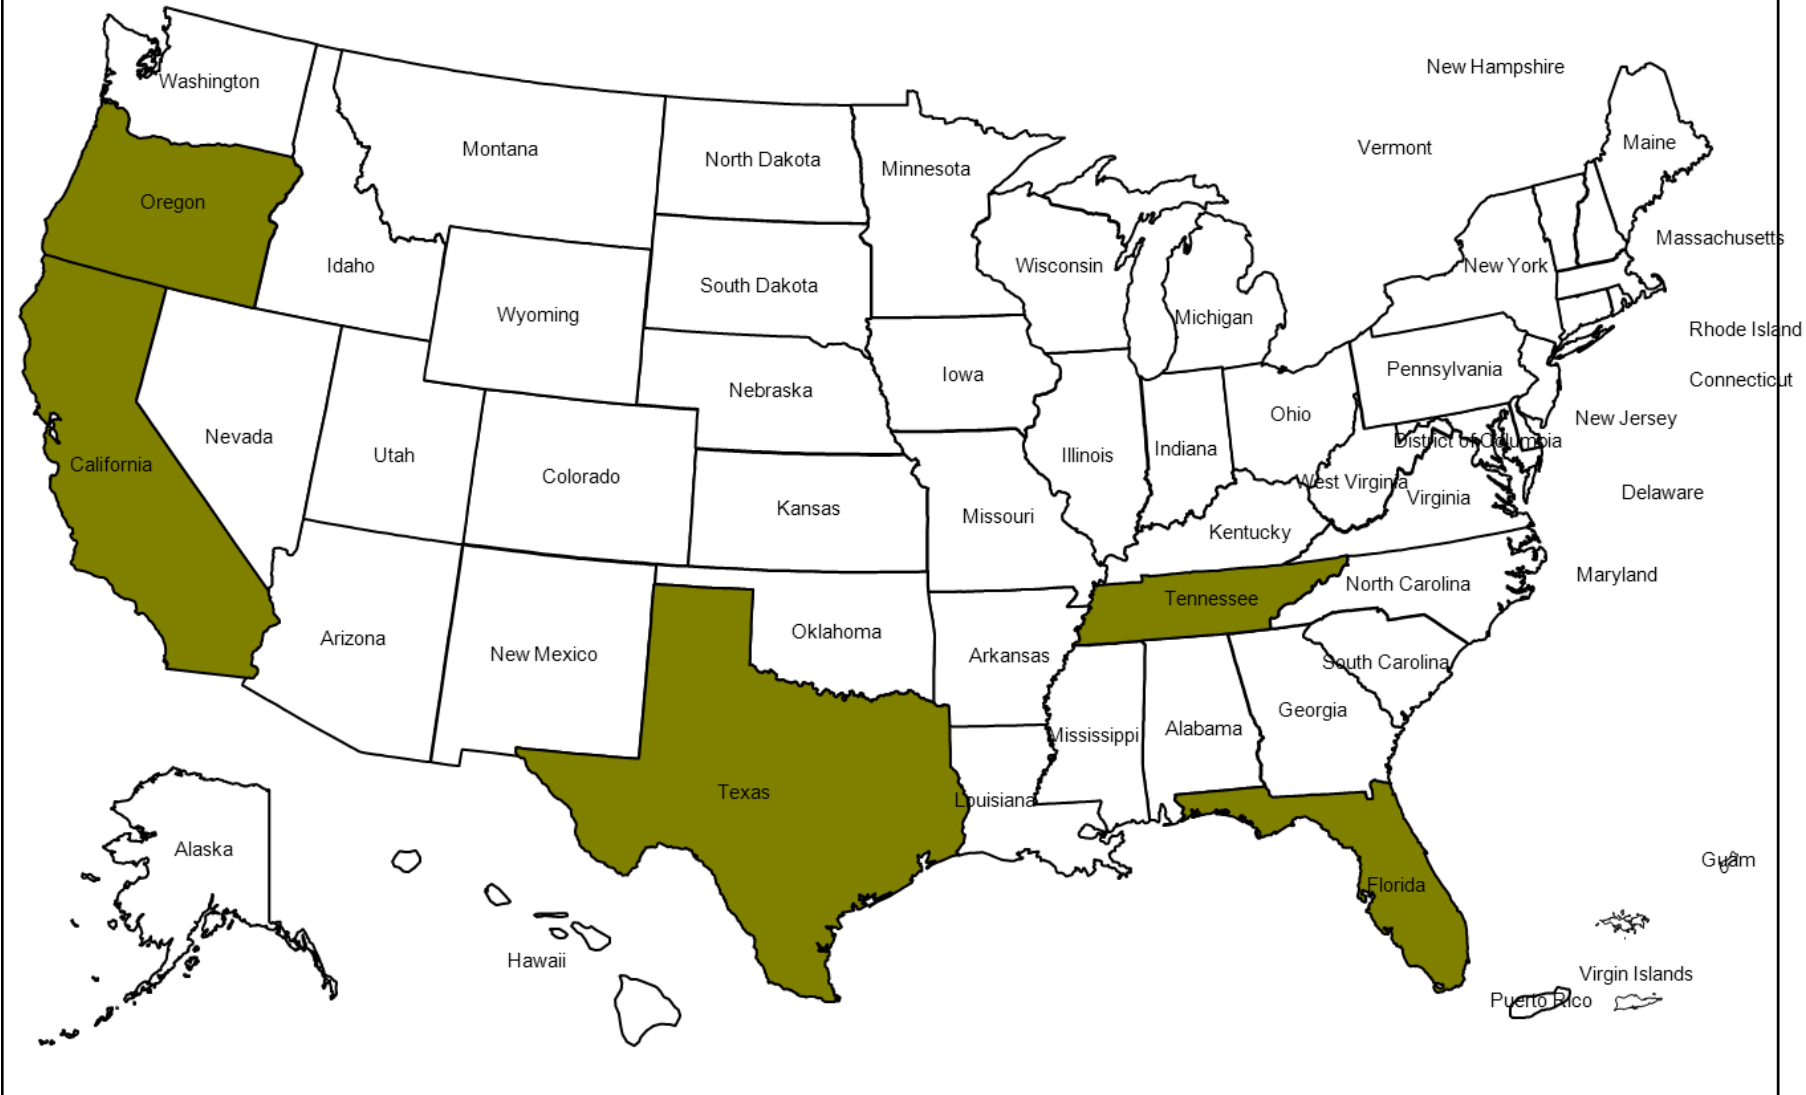 New Hampshire
Washington
Maine
Vermont
Montana
North Dakota
Minnesota
Oregon
Massachusetts
Idaho
Wisconsin
New York
South Dakota
Wyoming
Michigan
Rhode Island
Pennsylvania
Iowa
Connecticut
Nebraska
Ohio
New Jersey
Nevada
District of Columbia
Indiana
Utah
Illinois
California
Colorado
West Virginia
Delaware
Virginia
Kansas
Missouri
Kentucky
Maryland
North Carolina
Tennessee
Oklahoma
Arizona
New Mexico
Arkansas
South Carolina
Georgia
Alabama
Mississippi
Texas
Louisiana
Alaska
Guam
Florida
Hawaii
Virgin Islands
Puerto Rico